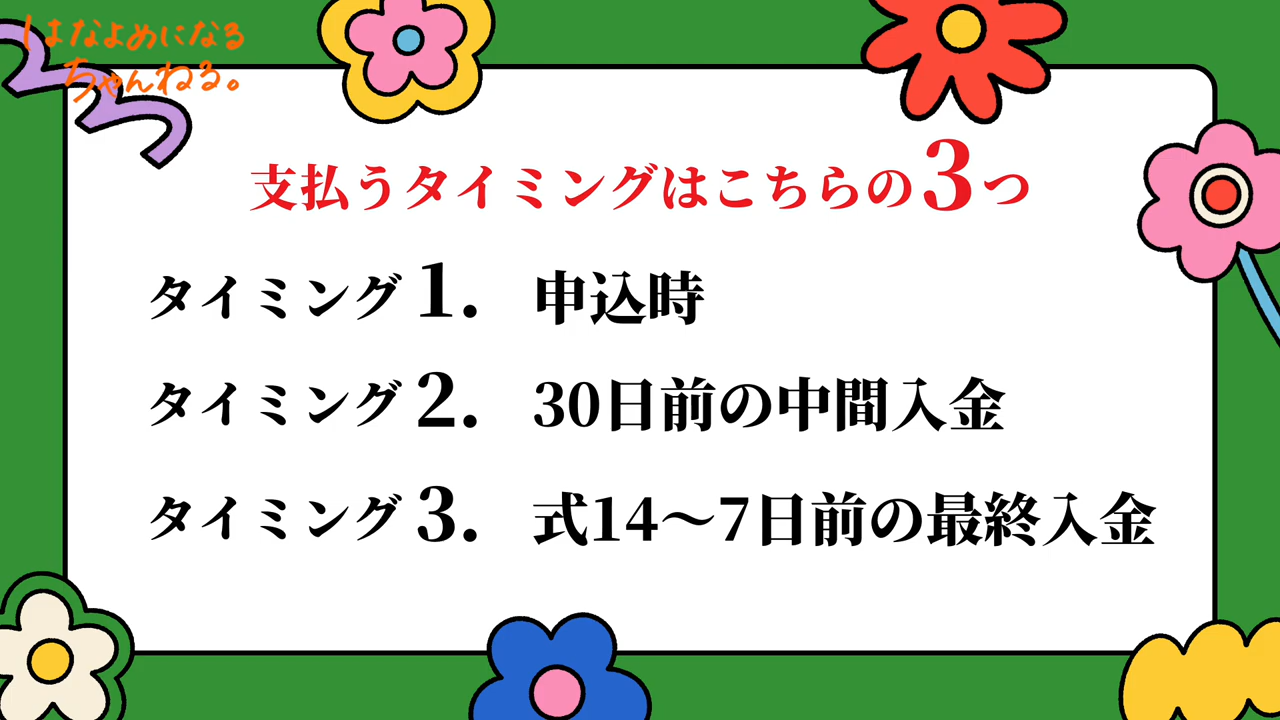 はなよめになる
ちゃんねる。
支払うタイミングはこちらの3つ
タイミング1. 申込時
タイミング2. 30日前の中間入金
タイミング3. 式14〜7日前の最終入金